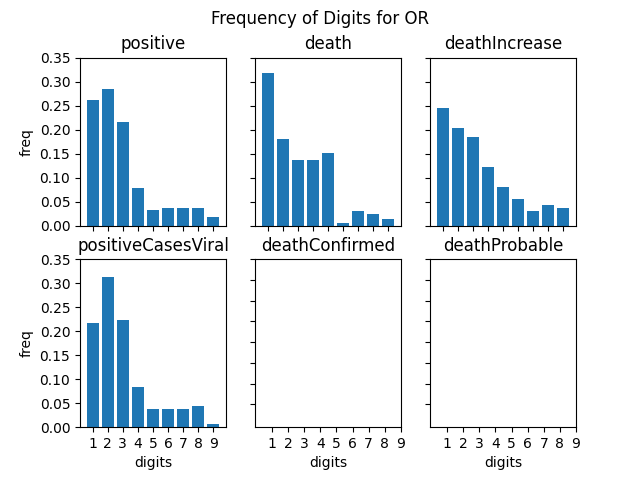 Frequency of Digits for OR
positive death deathIncrease
0.35
0.30
0.25
0.20
0.15
0.10
0.05
0.00
freq
positiveCasesViral deathConfirmed deathProbable
0.35
0.30
0.25
0.20
0.15
0.10
0.05
0.00
freq
1 2 3 4 5 6 7 8 9 1 2 3 4 5 6 7 8 9 1 2 3 4 5 6 7 8 9
digits digits digits